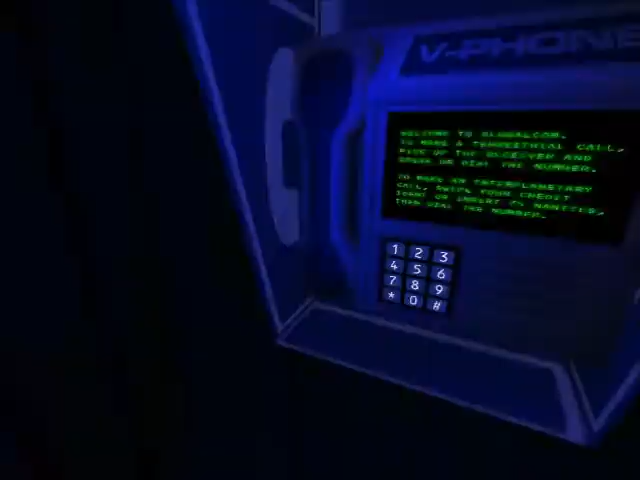 V-PHONE
WELCOME TO GLOBALCOM.
TO MAKE A TERRESTRIAL CALL,
PICK UP THE RECEIVER AND
SPEAK OR DIAL THE NUMBER.
TO MAKE AN INTERPLANETARY
CALL, SWIPE YOUR CREDIT
OR INSERT
THEN DIAL THE NUMBER.
1 2 3
4 5 6
7 8 9
* 0 #